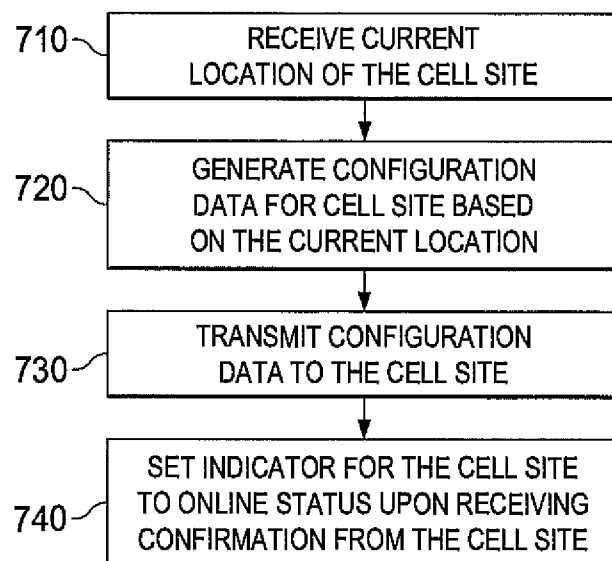 710
RECEIVE CURRENT
LOCATION OF THE CELL SITE
720
GENERATE CONFIGURATION
DATA FOR CELL SITE BASED
ON THE CURRENT LOCATION
730
TRANSMIT CONFIGURATION
DATA TO THE CELL SITE
740
SET INDICATOR FOR THE CELL SITE
TO ONLINE STATUS UPON RECEIVING
CONFIRMATION FROM THE CELL SITE